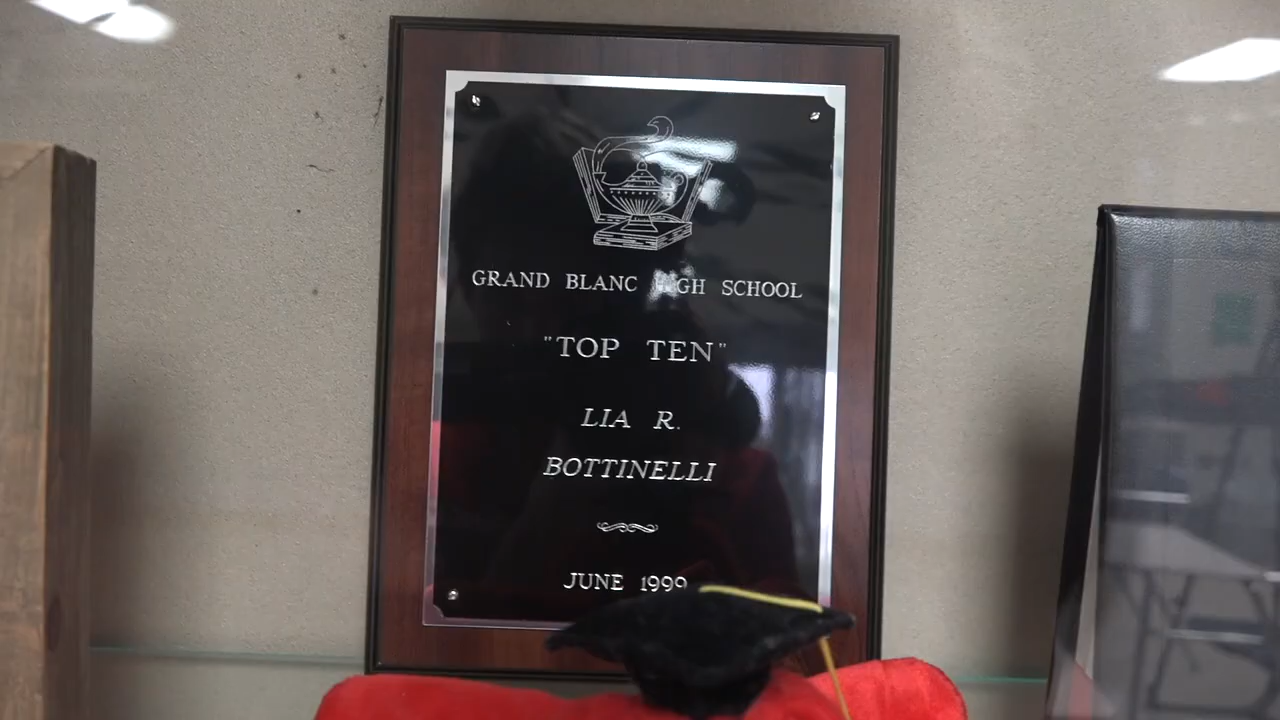 GRAND BLANC HIGH SCHOOL
"TOP TEN"
LIA R.
BOTTINELLI
JUNE 1999